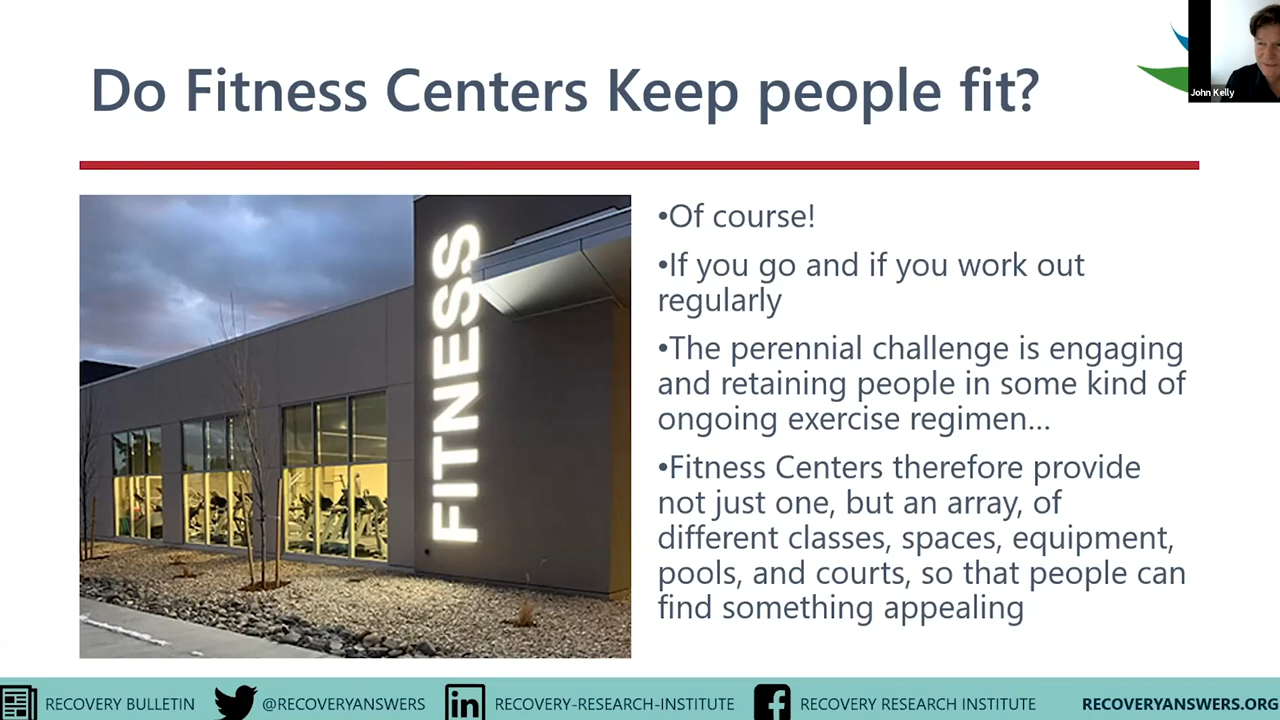 Do Fitness Centers Keep people fit?
John Kelly
FITNESS
•Of course!
•If you go and if you work out
regularly
•The perennial challenge is engaging
and retaining people in some kind of
ongoing exercise regimen...
•Fitness Centers therefore provide
not just one, but an array, of
different classes, spaces, equipment,
pools, and courts, so that people can
find something appealing
RECOVERY BULLETIN
@RECOVERYANSWERS
in
RECOVERY-RESEARCH-INSTITUTE
f
RECOVERY RESEARCH INSTITUTE
RECOVERYANSWERS.ORG